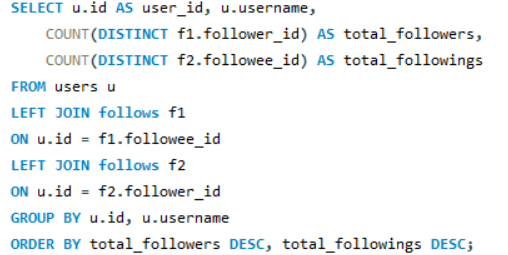 SELECT u.id AS user_id, u.username,
    COUNT(DISTINCT f1.follower_id) AS total_followers,
    COUNT(DISTINCT f2.followee_id) AS total_followings
FROM users u
LEFT JOIN follows f1
ON u.id = f1.followee_id
LEFT JOIN follows f2
ON u.id = f2.follower_id
GROUP BY u.id, u.username
ORDER BY total_followers DESC, total_followings DESC;